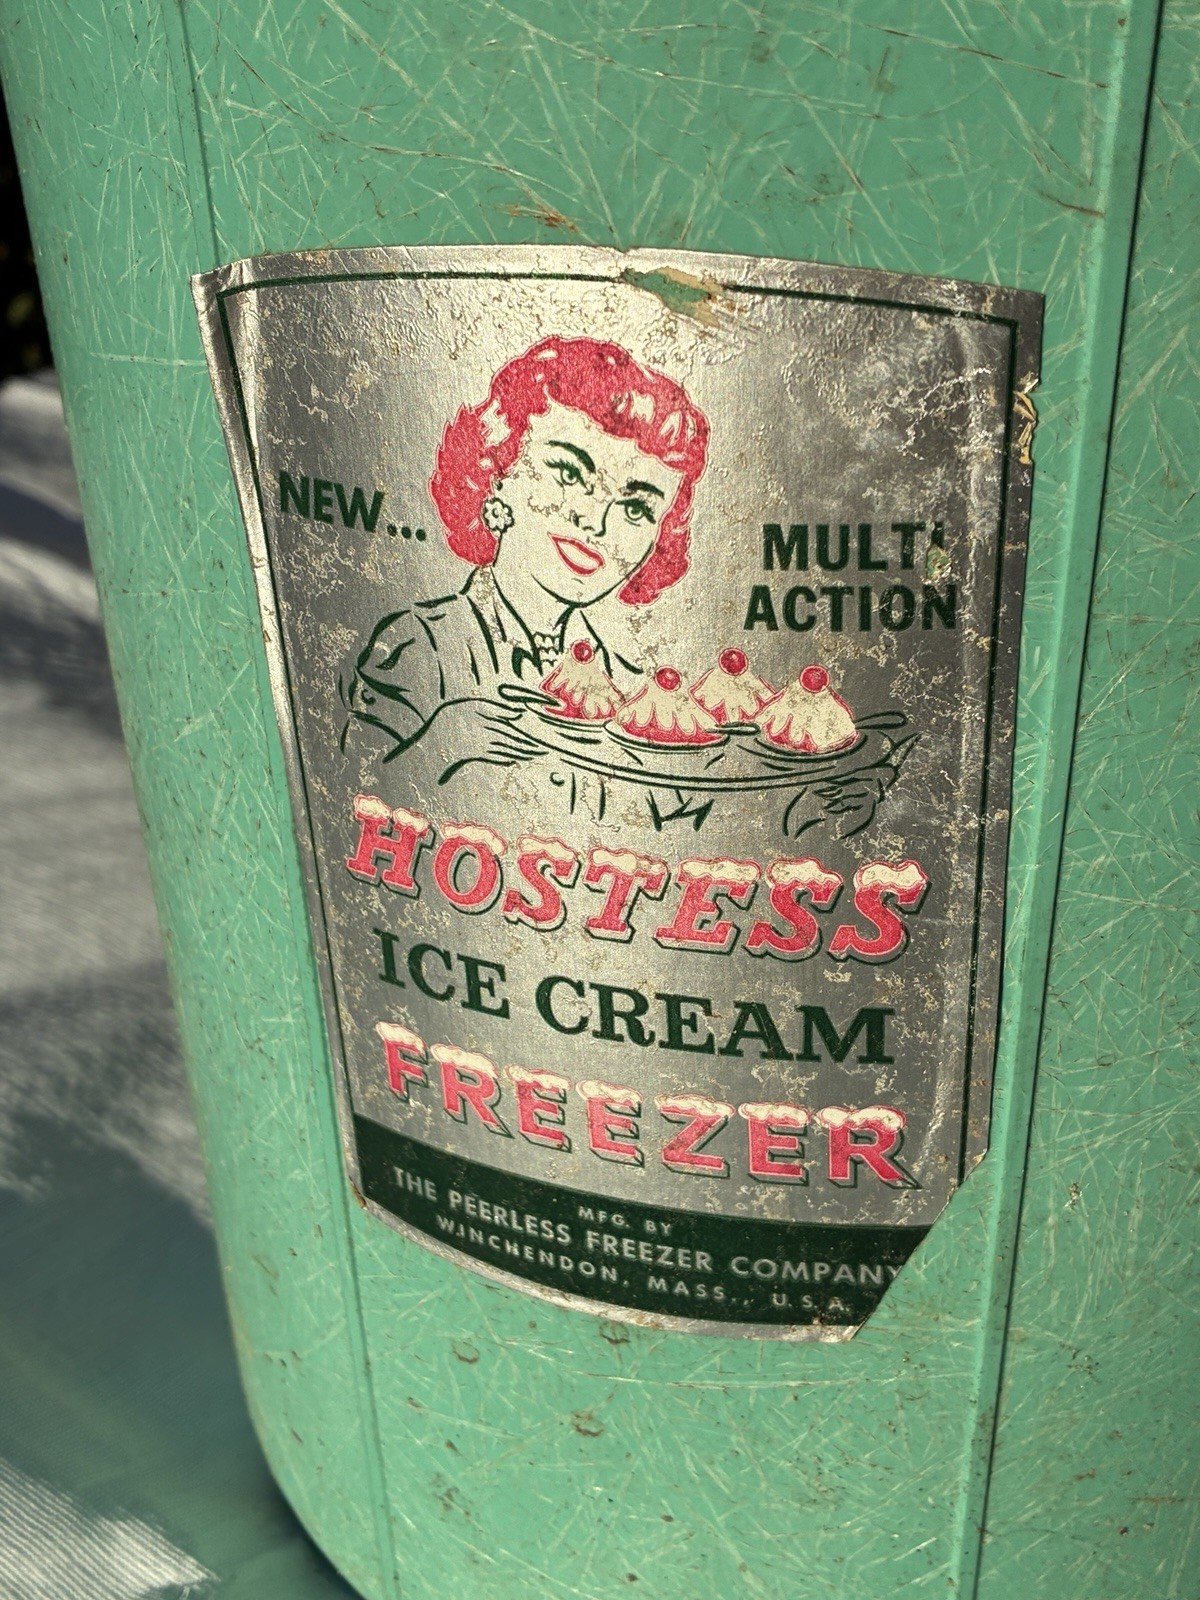 NEW...
MULTI
ACTION
HOSTESS
ICE CREAM
FREEZER
MFG. BY
THE PEERLESS FREEZER COMPANY
WINCHENDON, MASS., U.S.A.